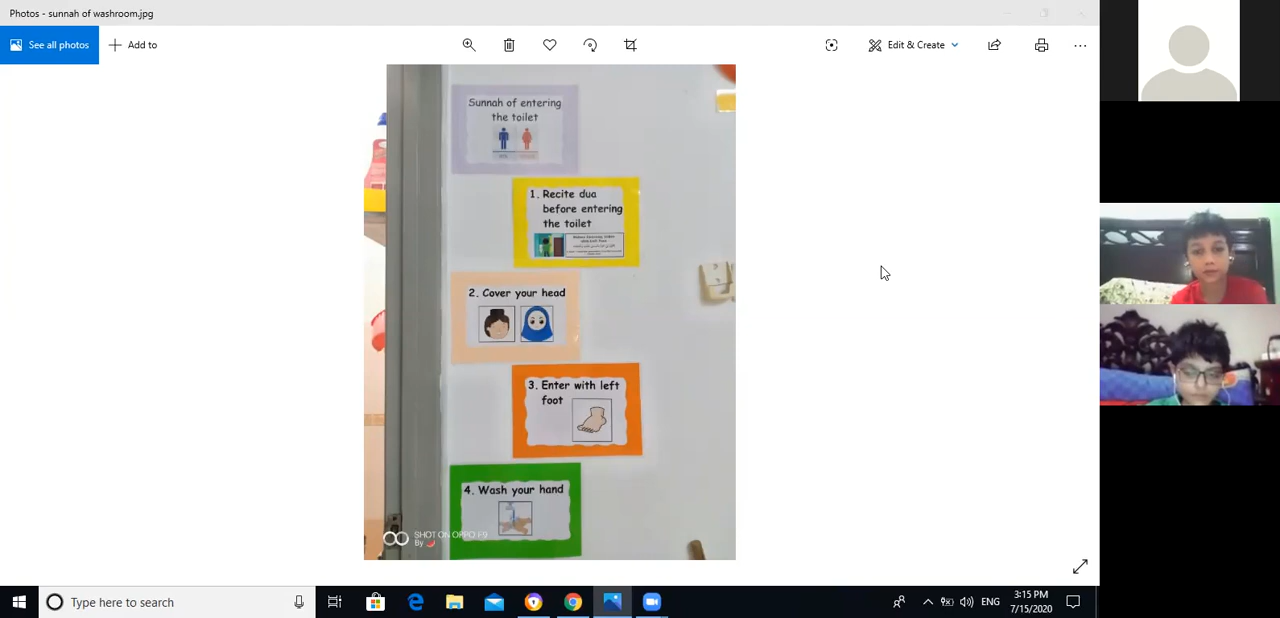 Photos - sunnah of washroom.jpg
See all photos
Add to
Edit & Create
Sunnah of entering
the toilet
1. Recite dua
before entering
the toilet
2. Cover your head
3. Enter with left
foot
4. Wash your hand
SHOT ON OPPO F9
By
Type here to search
ENG
3:15 PM
7/15/2020